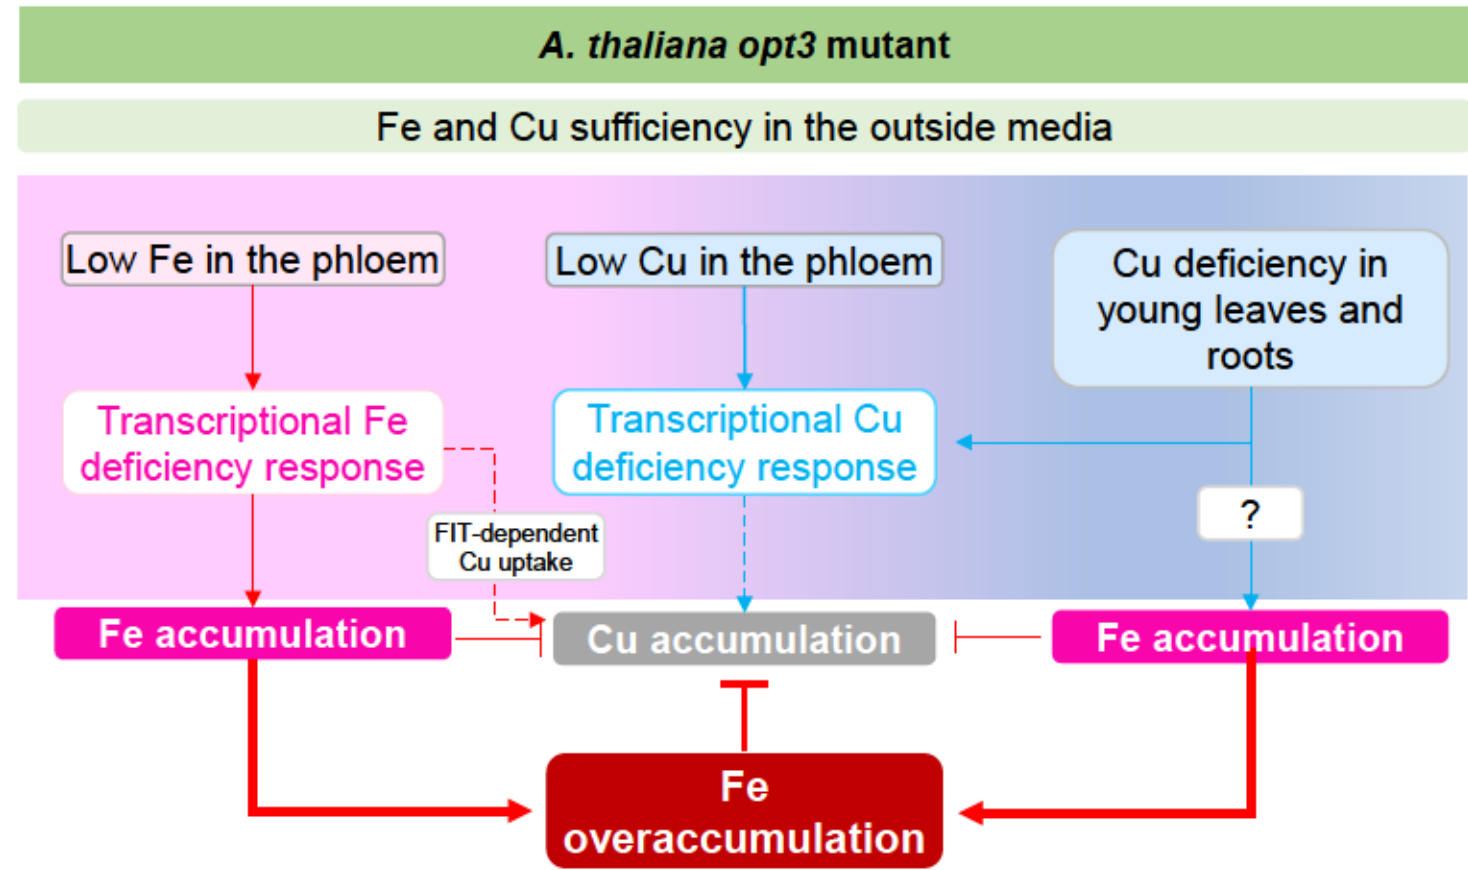 A. thaliana opt3 mutant
Fe and Cu sufficiency in the outside media
Low Fe in the phloem
Low Cu in the phloem
Cu deficiency in
young leaves and
roots
Transcriptional Fe
deficiency response
Transcriptional Cu
deficiency response
?
FIT-dependent
Cu uptake
Fe accumulation
Cu accumulation
Fe accumulation
Fe
overaccumulation